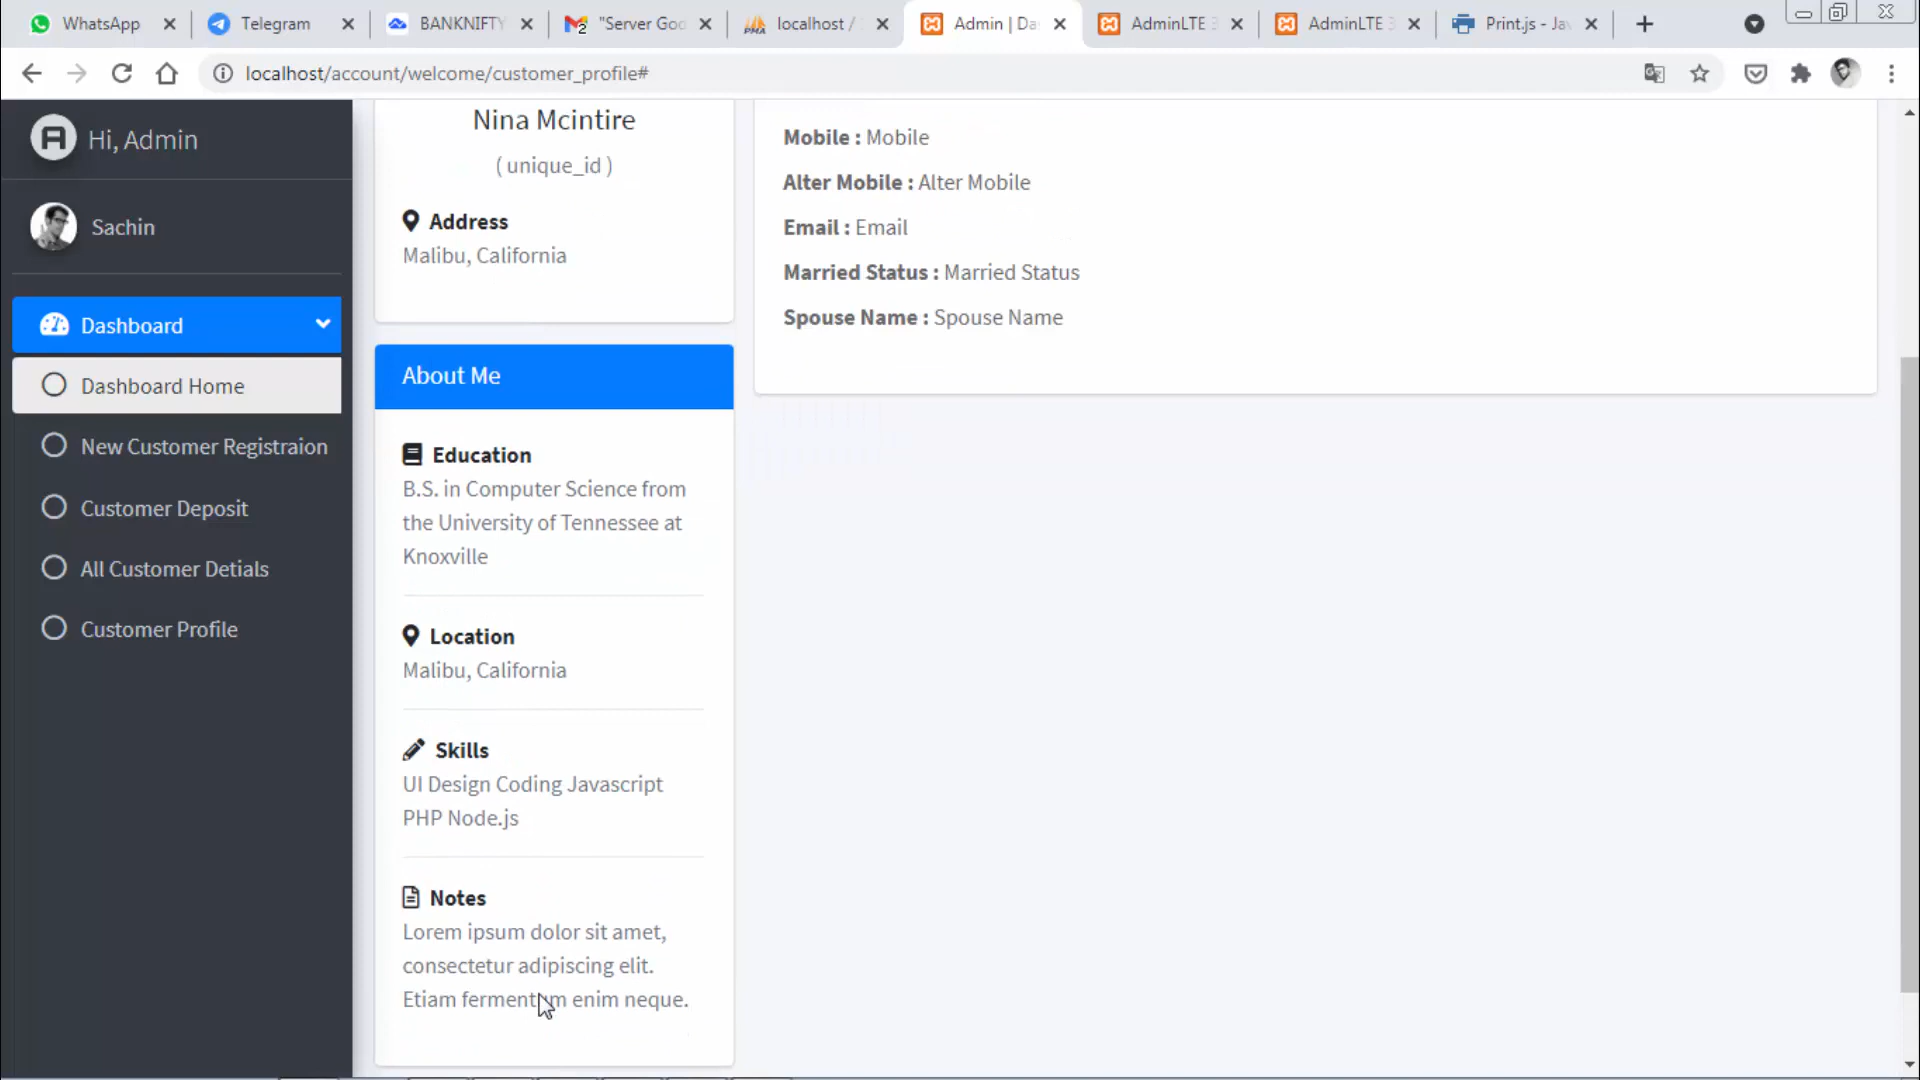 WhatsApp
Telegram
BANKNIFTY
"Server Goo
localhost /
Admin | Da
AdminLTE 3
AdminLTE 3
Print.js - Jav
localhost/account/welcome/customer_profile#
Hi, Admin
Sachin
Dashboard
Dashboard Home
New Customer Registraion
Customer Deposit
All Customer Detials
Customer Profile
Nina Mcintire
( unique_id )
Address
Malibu, California
About Me
Education
B.S. in Computer Science from
the University of Tennessee at
Knoxville
Location
Malibu, California
Skills
UI Design Coding Javascript
PHP Node.js
Notes
Lorem ipsum dolor sit amet,
consectetur adipiscing elit.
Etiam fermentum enim neque.
Mobile : Mobile
Alter Mobile : Alter Mobile
Email : Email
Married Status : Married Status
Spouse Name : Spouse Name